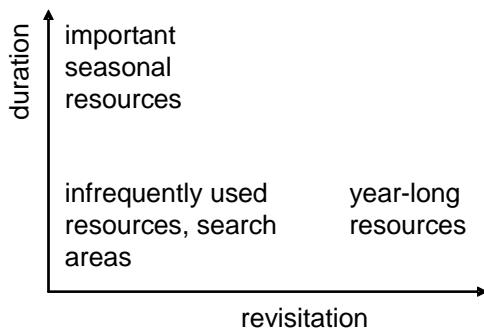 duration
important
seasonal
resources
infrequently used
resources, search
areas
year-long
resources
revisitation